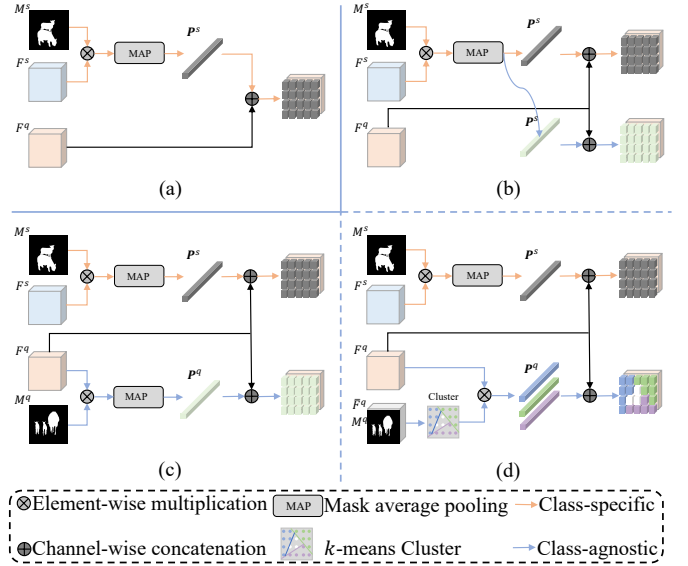 M^s
F^s
MAP
P^s
F^q
(a)
M^s
F^s
MAP
P^s
F^q
P^s
(b)
M^s
F^s
MAP
P^s
F^q
M^q
MAP
P^q
(c)
M^s
F^s
MAP
P^s
F^q
F̄^q
M^q
Cluster
P^q
(d)
Element-wise multiplication
MAP Mask average pooling
Class-specific
Channel-wise concatenation
k-means Cluster
Class-agnostic